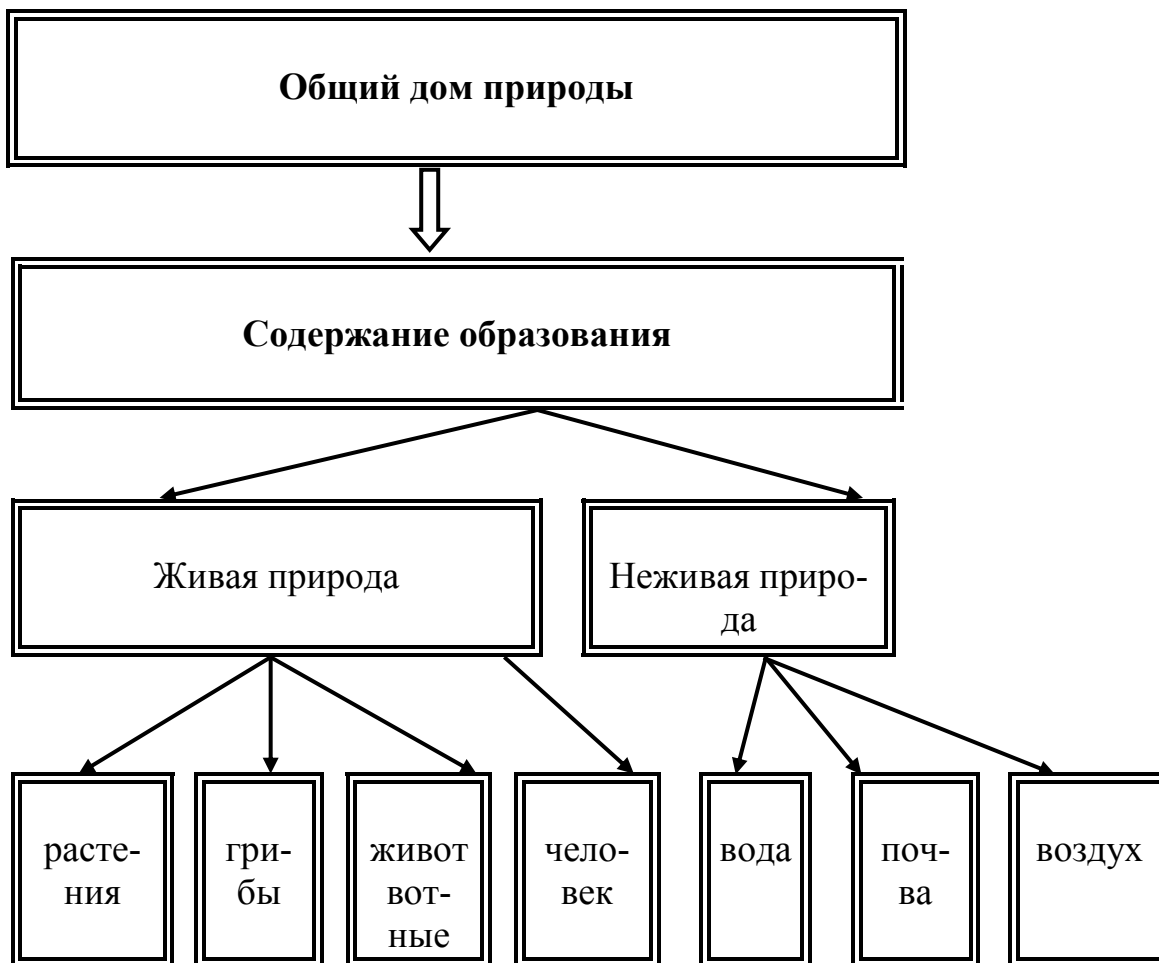 Общий дом природы
Содержание образования
Живая природа
Неживая приро-
да
расте-
ния
гри-
бы
живот
вот-
ные
чело-
век
вода
поч-
ва
воздух